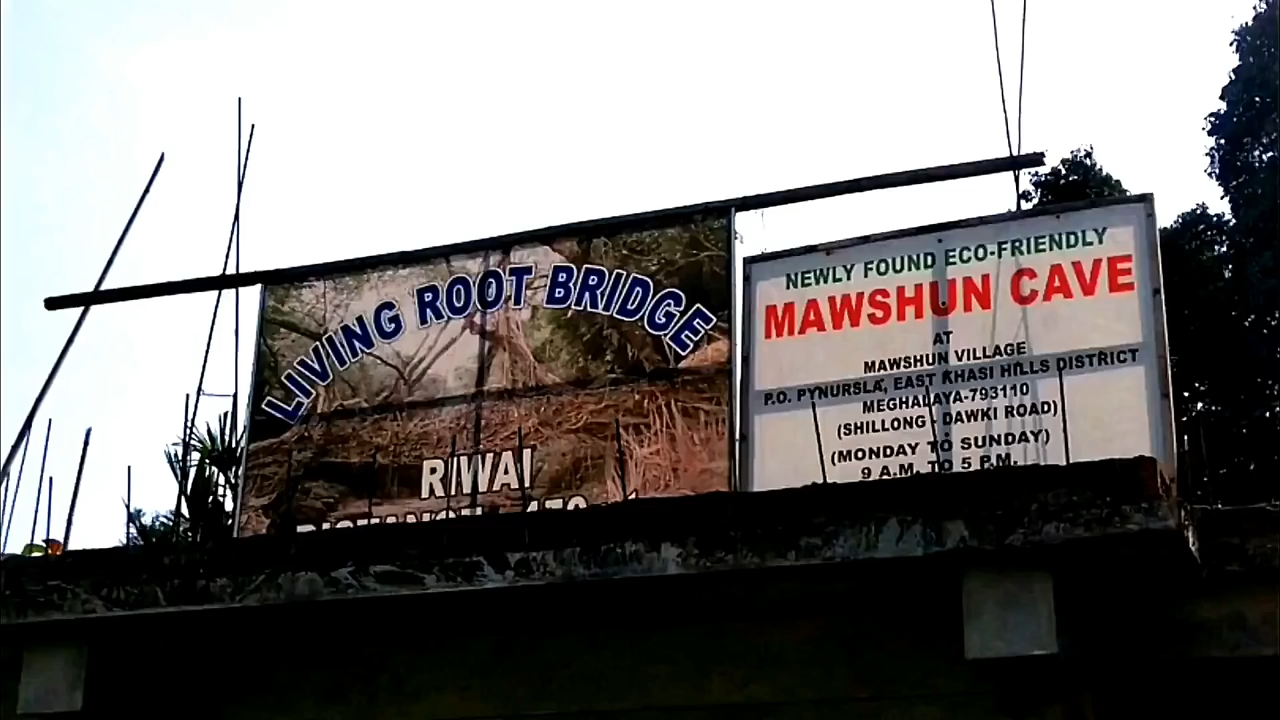 LIVING ROOT BRIDGE
RIWAI
NEWLY FOUND ECO-FRIENDLY
MAWSHUN CAVE
AT
MAWSHUN VILLAGE
P.O. PYNURSLA, EAST KHASI HILLS DISTRICT
MEGHALAYA-793110
(SHILLONG - DAWKI ROAD)
(MONDAY TO SUNDAY)
9 A.M. TO 5 P.M.